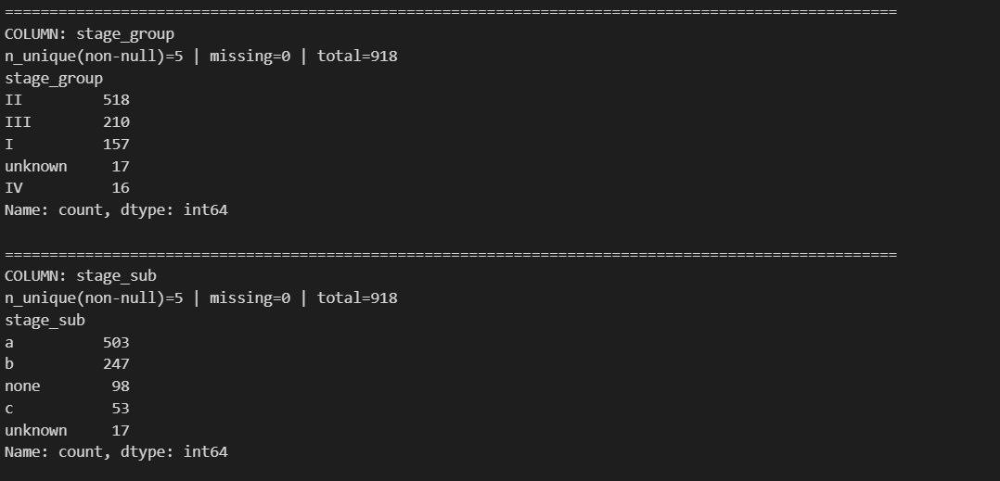 ====================================================================================================
COLUMN: stage_group
n_unique(non-null)=5 | missing=0 | total=918
stage_group
II         518
III        210
I          157
unknown     17
IV          16
Name: count, dtype: int64

====================================================================================================
COLUMN: stage_sub
n_unique(non-null)=5 | missing=0 | total=918
stage_sub
a          503
b          247
none        98
c           53
unknown     17
Name: count, dtype: int64